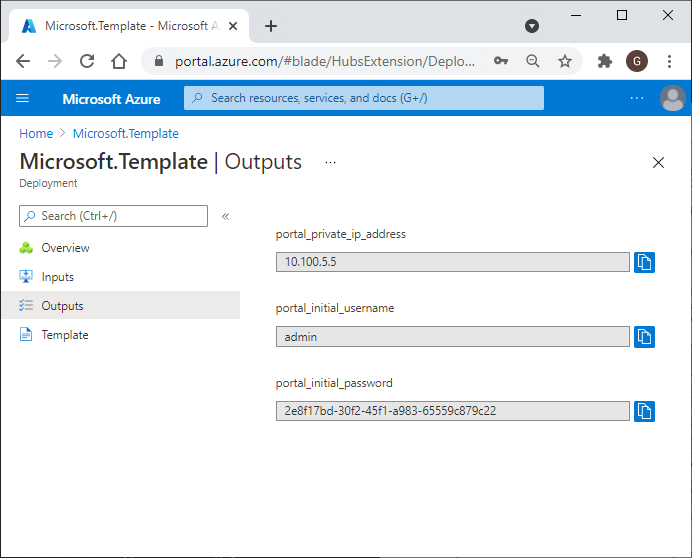 Microsoft.Template - Microsoft A
portal.azure.com/#blade/HubsExtension/Deplo...
G
Microsoft Azure
Search resources, services, and docs (G+/)
...
Home > Microsoft.Template
Microsoft.Template | Outputs ...
Deployment
Search (Ctrl+/) «
Overview
Inputs
Outputs
Template
portal_private_ip_address
10.100.5.5
portal_initial_username
admin
portal_initial_password
2e8f17bd-30f2-45f1-a983-65559c879c22